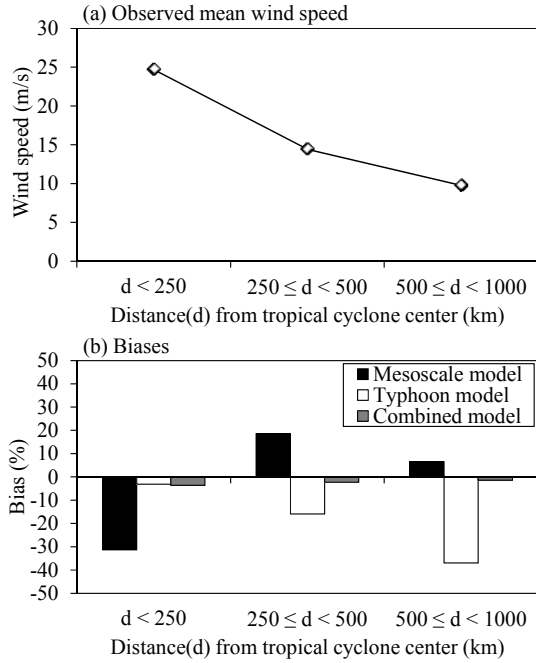 (a) Observed mean wind speed
30
25
20
15
10
5
0
Wind speed (m/s)
d < 250 250 ≤ d < 500 500 ≤ d < 1000
Distance(d) from tropical cyclone center (km)
(b) Biases
50
40
30
20
10
0
-10
-20
-30
-40
-50
Bias (%)
Mesoscale model
Typhoon model
Combined model
d < 250 250 ≤ d < 500 500 ≤ d < 1000
Distance(d) from tropical cyclone center (km)